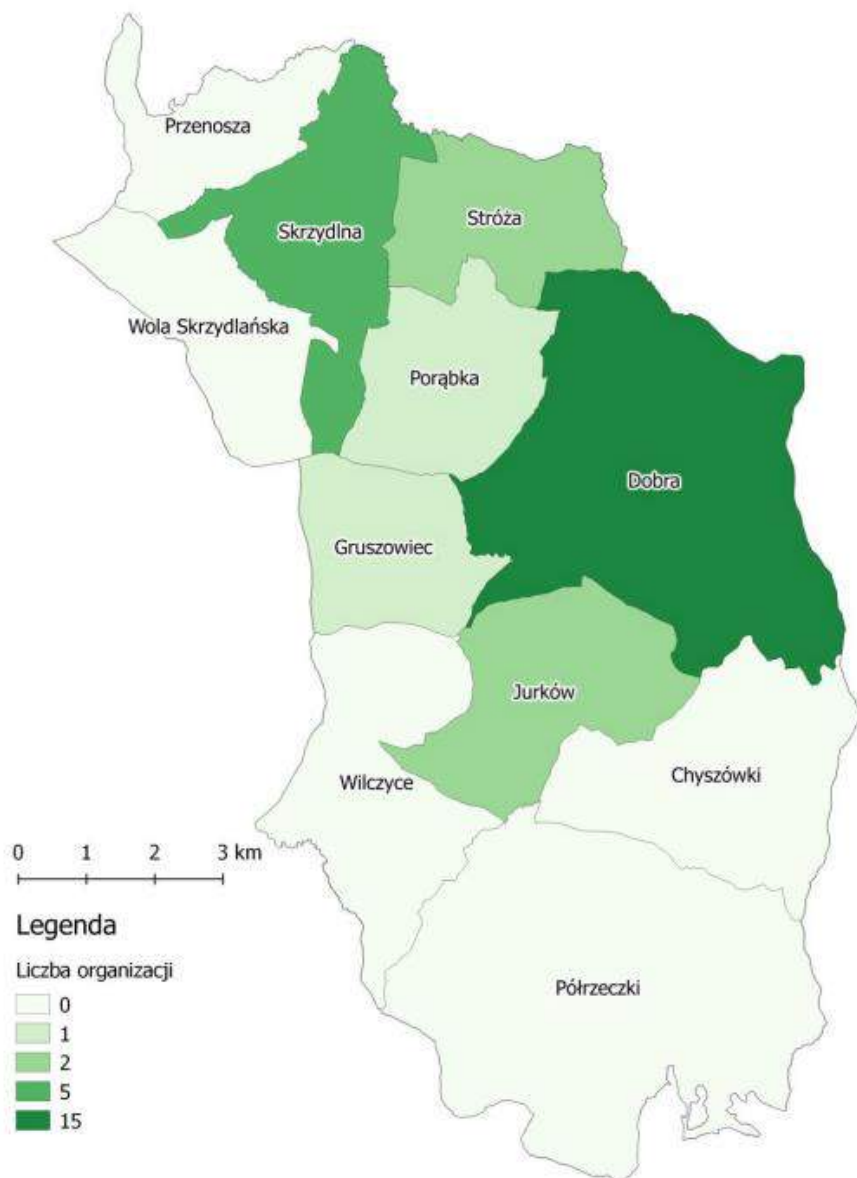 Przenosza
Stróża
Skrzydlna
Wola Skrzydlańska
Porąbka
Dobra
Gruszowiec
Jurków
Chyszówki
Wilczyce
0 1 2 3 km
Legenda
Liczba organizacji
Półrzeczki
0
1
2
5
15